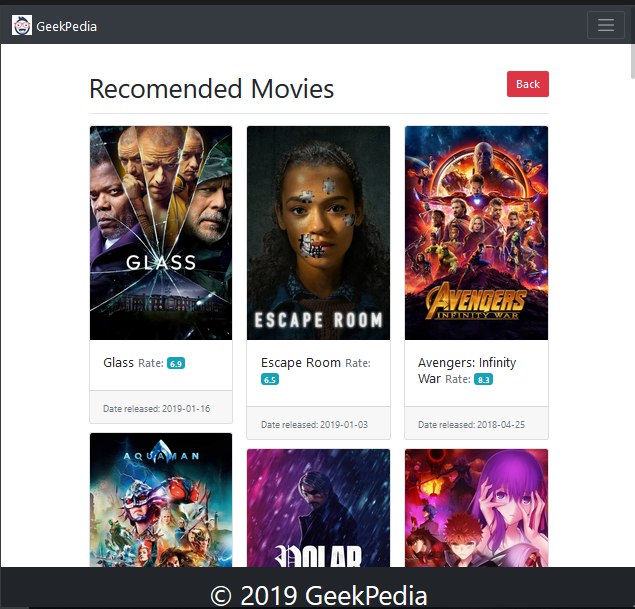 GeekPedia
Recomended Movies
Back
GLASS
ESCAPE ROOM
AVENGERS
INFINITY WAR
Glass Rate: 6.9
Escape Room Rate:
6.5
Avengers: Infinity
War Rate: 8.3
Date released: 2019-01-16
Date released: 2019-01-03
Date released: 2018-04-25
AQUAMAN
POLAR
© 2019 GeekPedia